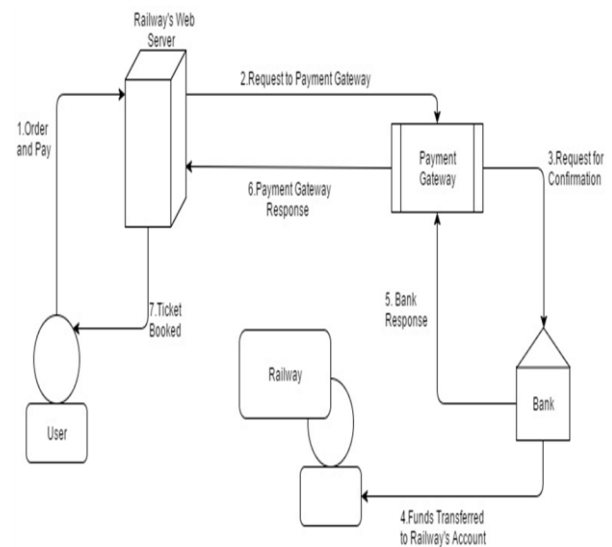 Railway's Web
Server
2.Request to Payment Gateway
1.Order
and Pay
Payment
Gateway
3.Request for
Confirmation
6.Payment Gateway
Response
7.Ticket
Booked
5. Bank
Response
Railway
User
Bank
4.Funds Transferred
to Railway's Account